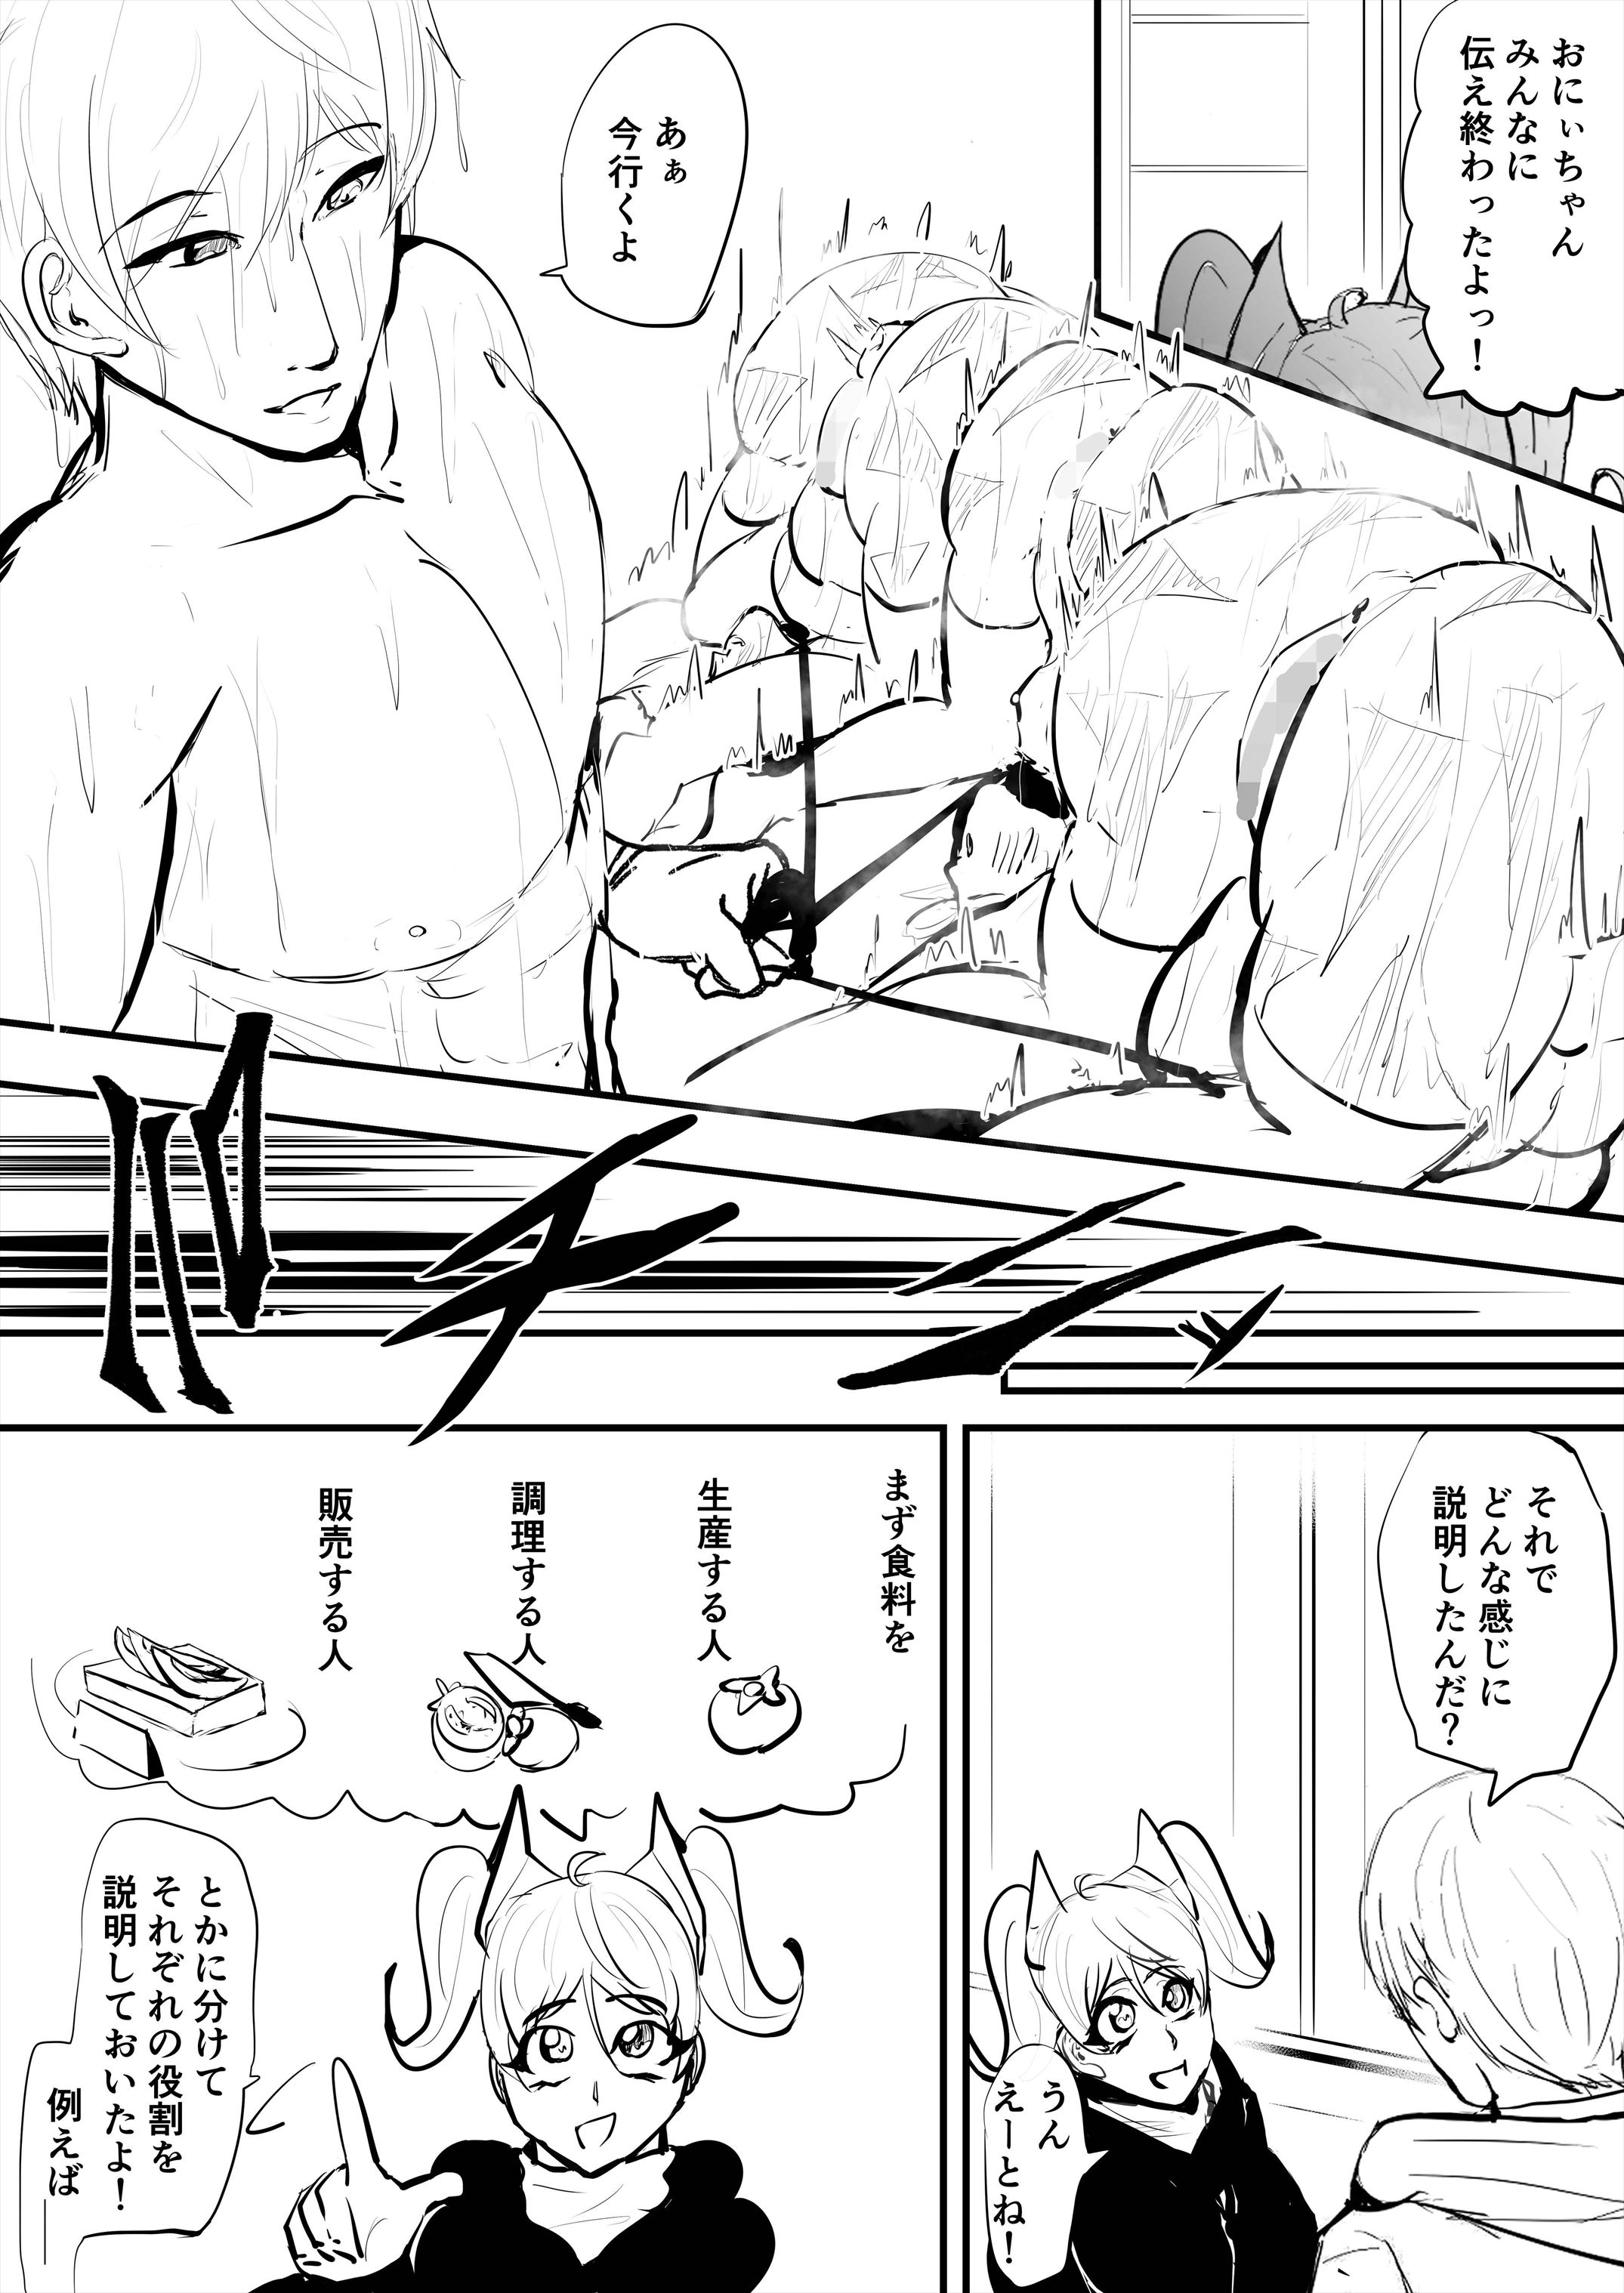 おにぃちゃん
みんなに
伝え終わったよっ！
あぁ
今行くよ
バチンッ
それで
どんな感じに
説明したんだ？
うん
えーとね！
まず食料を
生産する人
調理する人
販売する人
とかに分けて
それぞれの役割を
説明しておいたよ！
例えば──